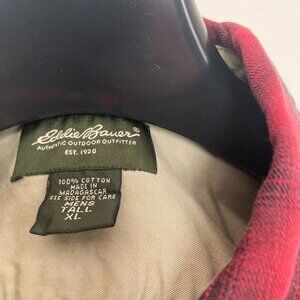 Eddie Bauer
AUTHENTIC OUTDOOR OUTFITTER
EST. 1920
100% COTTON
MADE IN
MADAGASCAR
SEE SIDE FOR CARE
MENS
TALL
XL